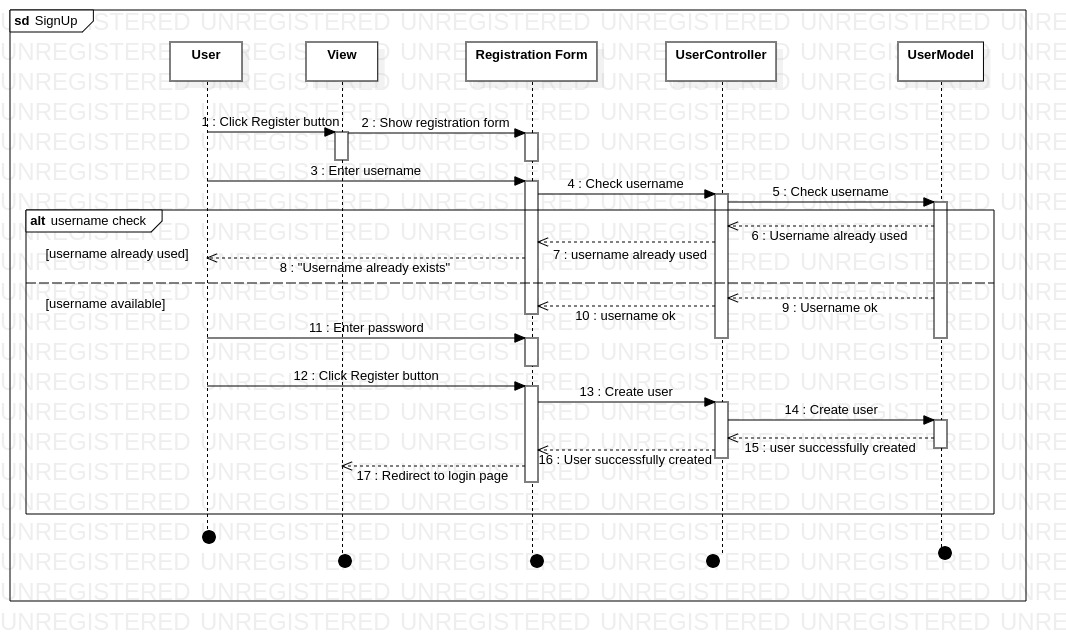 sd SignUp
User
View
Registration Form
UserController
UserModel
1 : Click Register button
2 : Show registration form
3 : Enter username
4 : Check username
5 : Check username
alt username check
6 : Username already used
[username already used]
7 : username already used
8 : "Username already exists"
[username available]
9 : Username ok
10 : username ok
11 : Enter password
12 : Click Register button
13 : Create user
14 : Create user
15 : user successfully created
16 : User successfully created
17 : Redirect to login page
UNREGISTERED UNREGISTERED UNREGISTERED UNREGISTERED UNREGISTERED UNRE